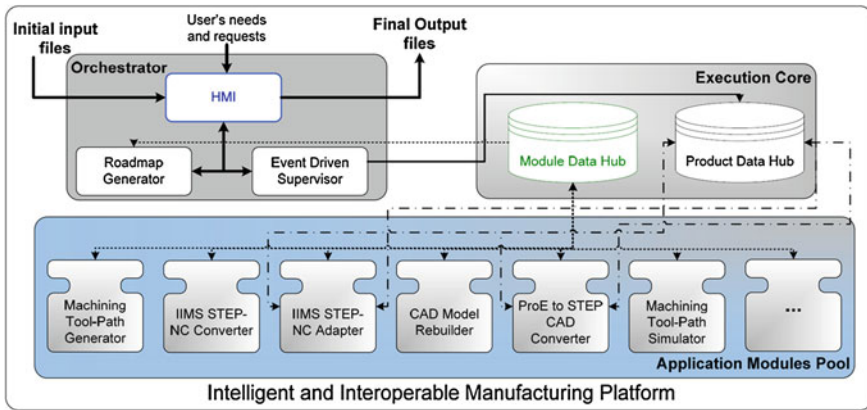 Initial input
files
User's needs
and requests
Final Output
files
Orchestrator
HMI
Roadmap
Generator
Event Driven
Supervisor
Execution Core
Module Data Hub
Product Data Hub
Machining
Tool-Path
Generator
IIMS STEP-
NC Converter
IIMS STEP-
NC Adapter
CAD Model
Rebuilder
ProE to STEP
CAD
Converter
Machining
Tool-Path
Simulator
...
Application Modules Pool
Intelligent and Interoperable Manufacturing Platform